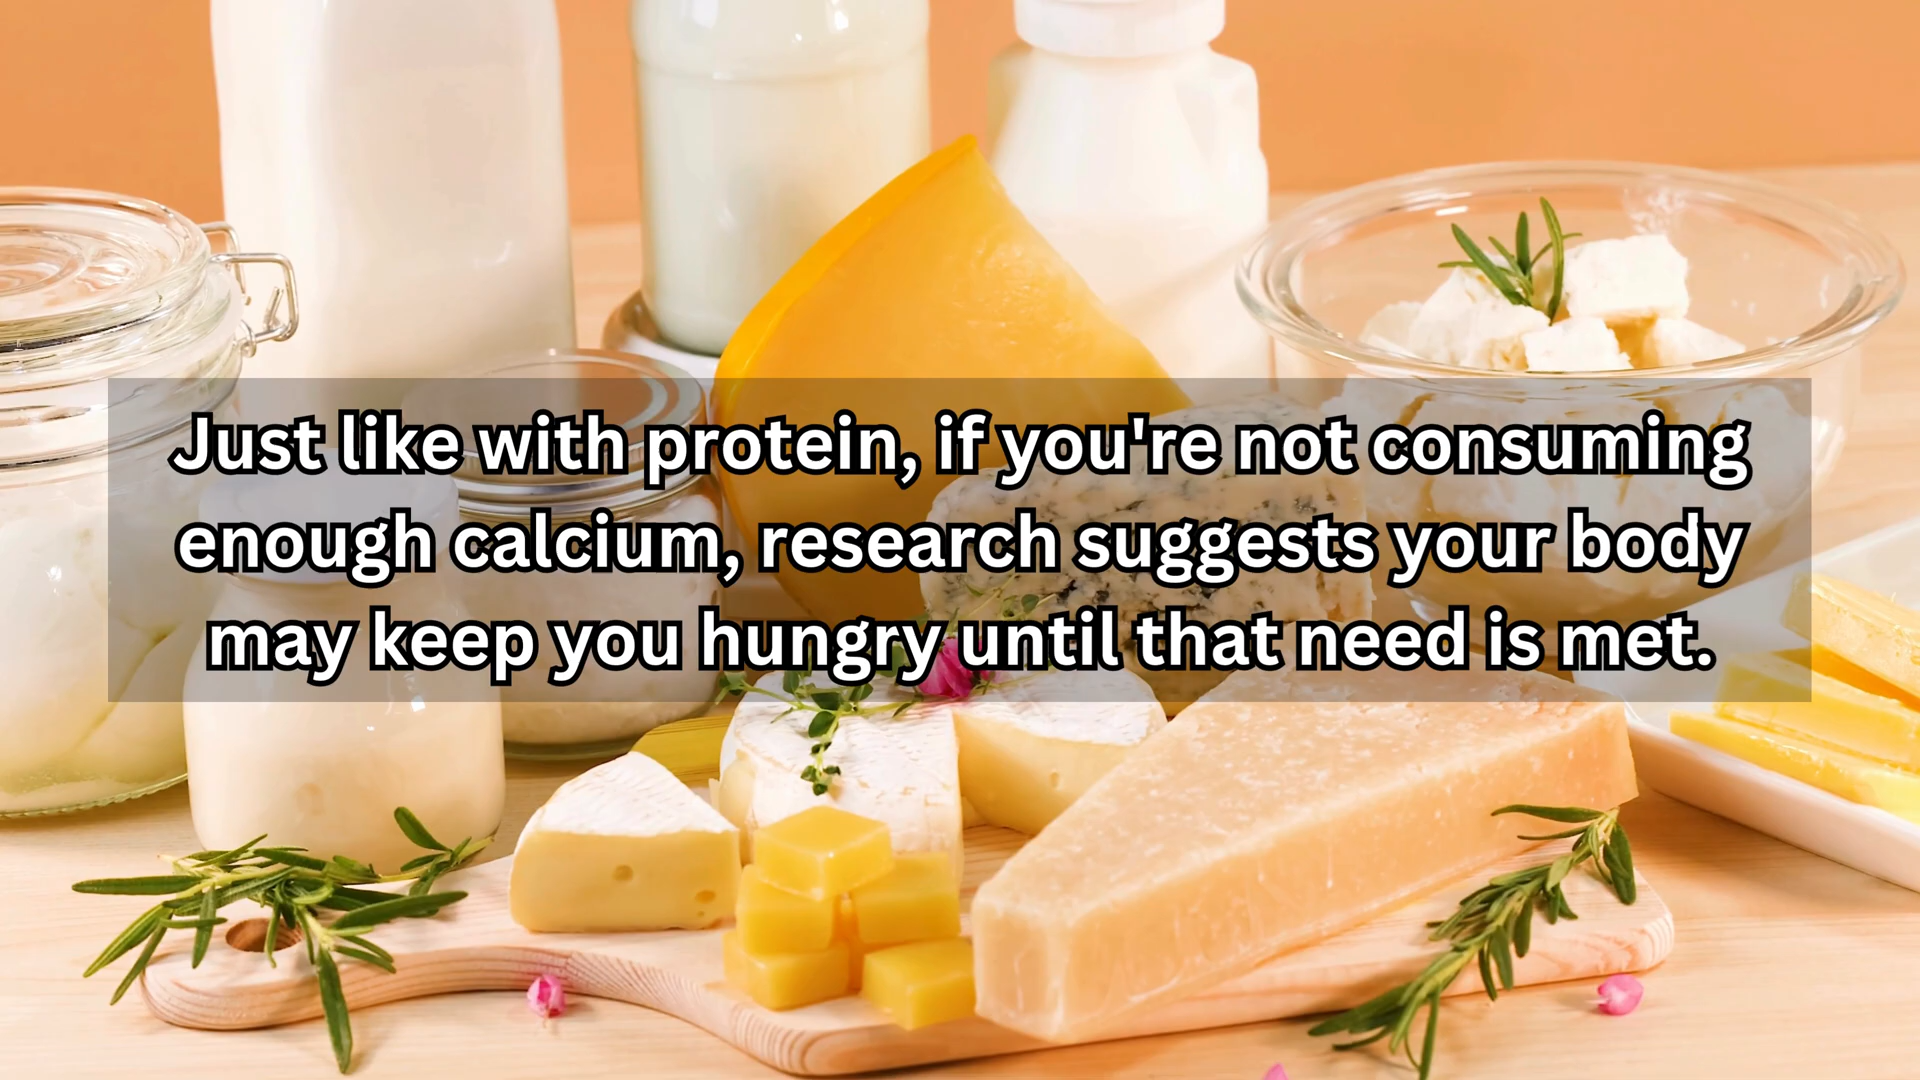 Just like with protein, if you're not consuming
enough calcium, research suggests your body
may keep you hungry until that need is met.